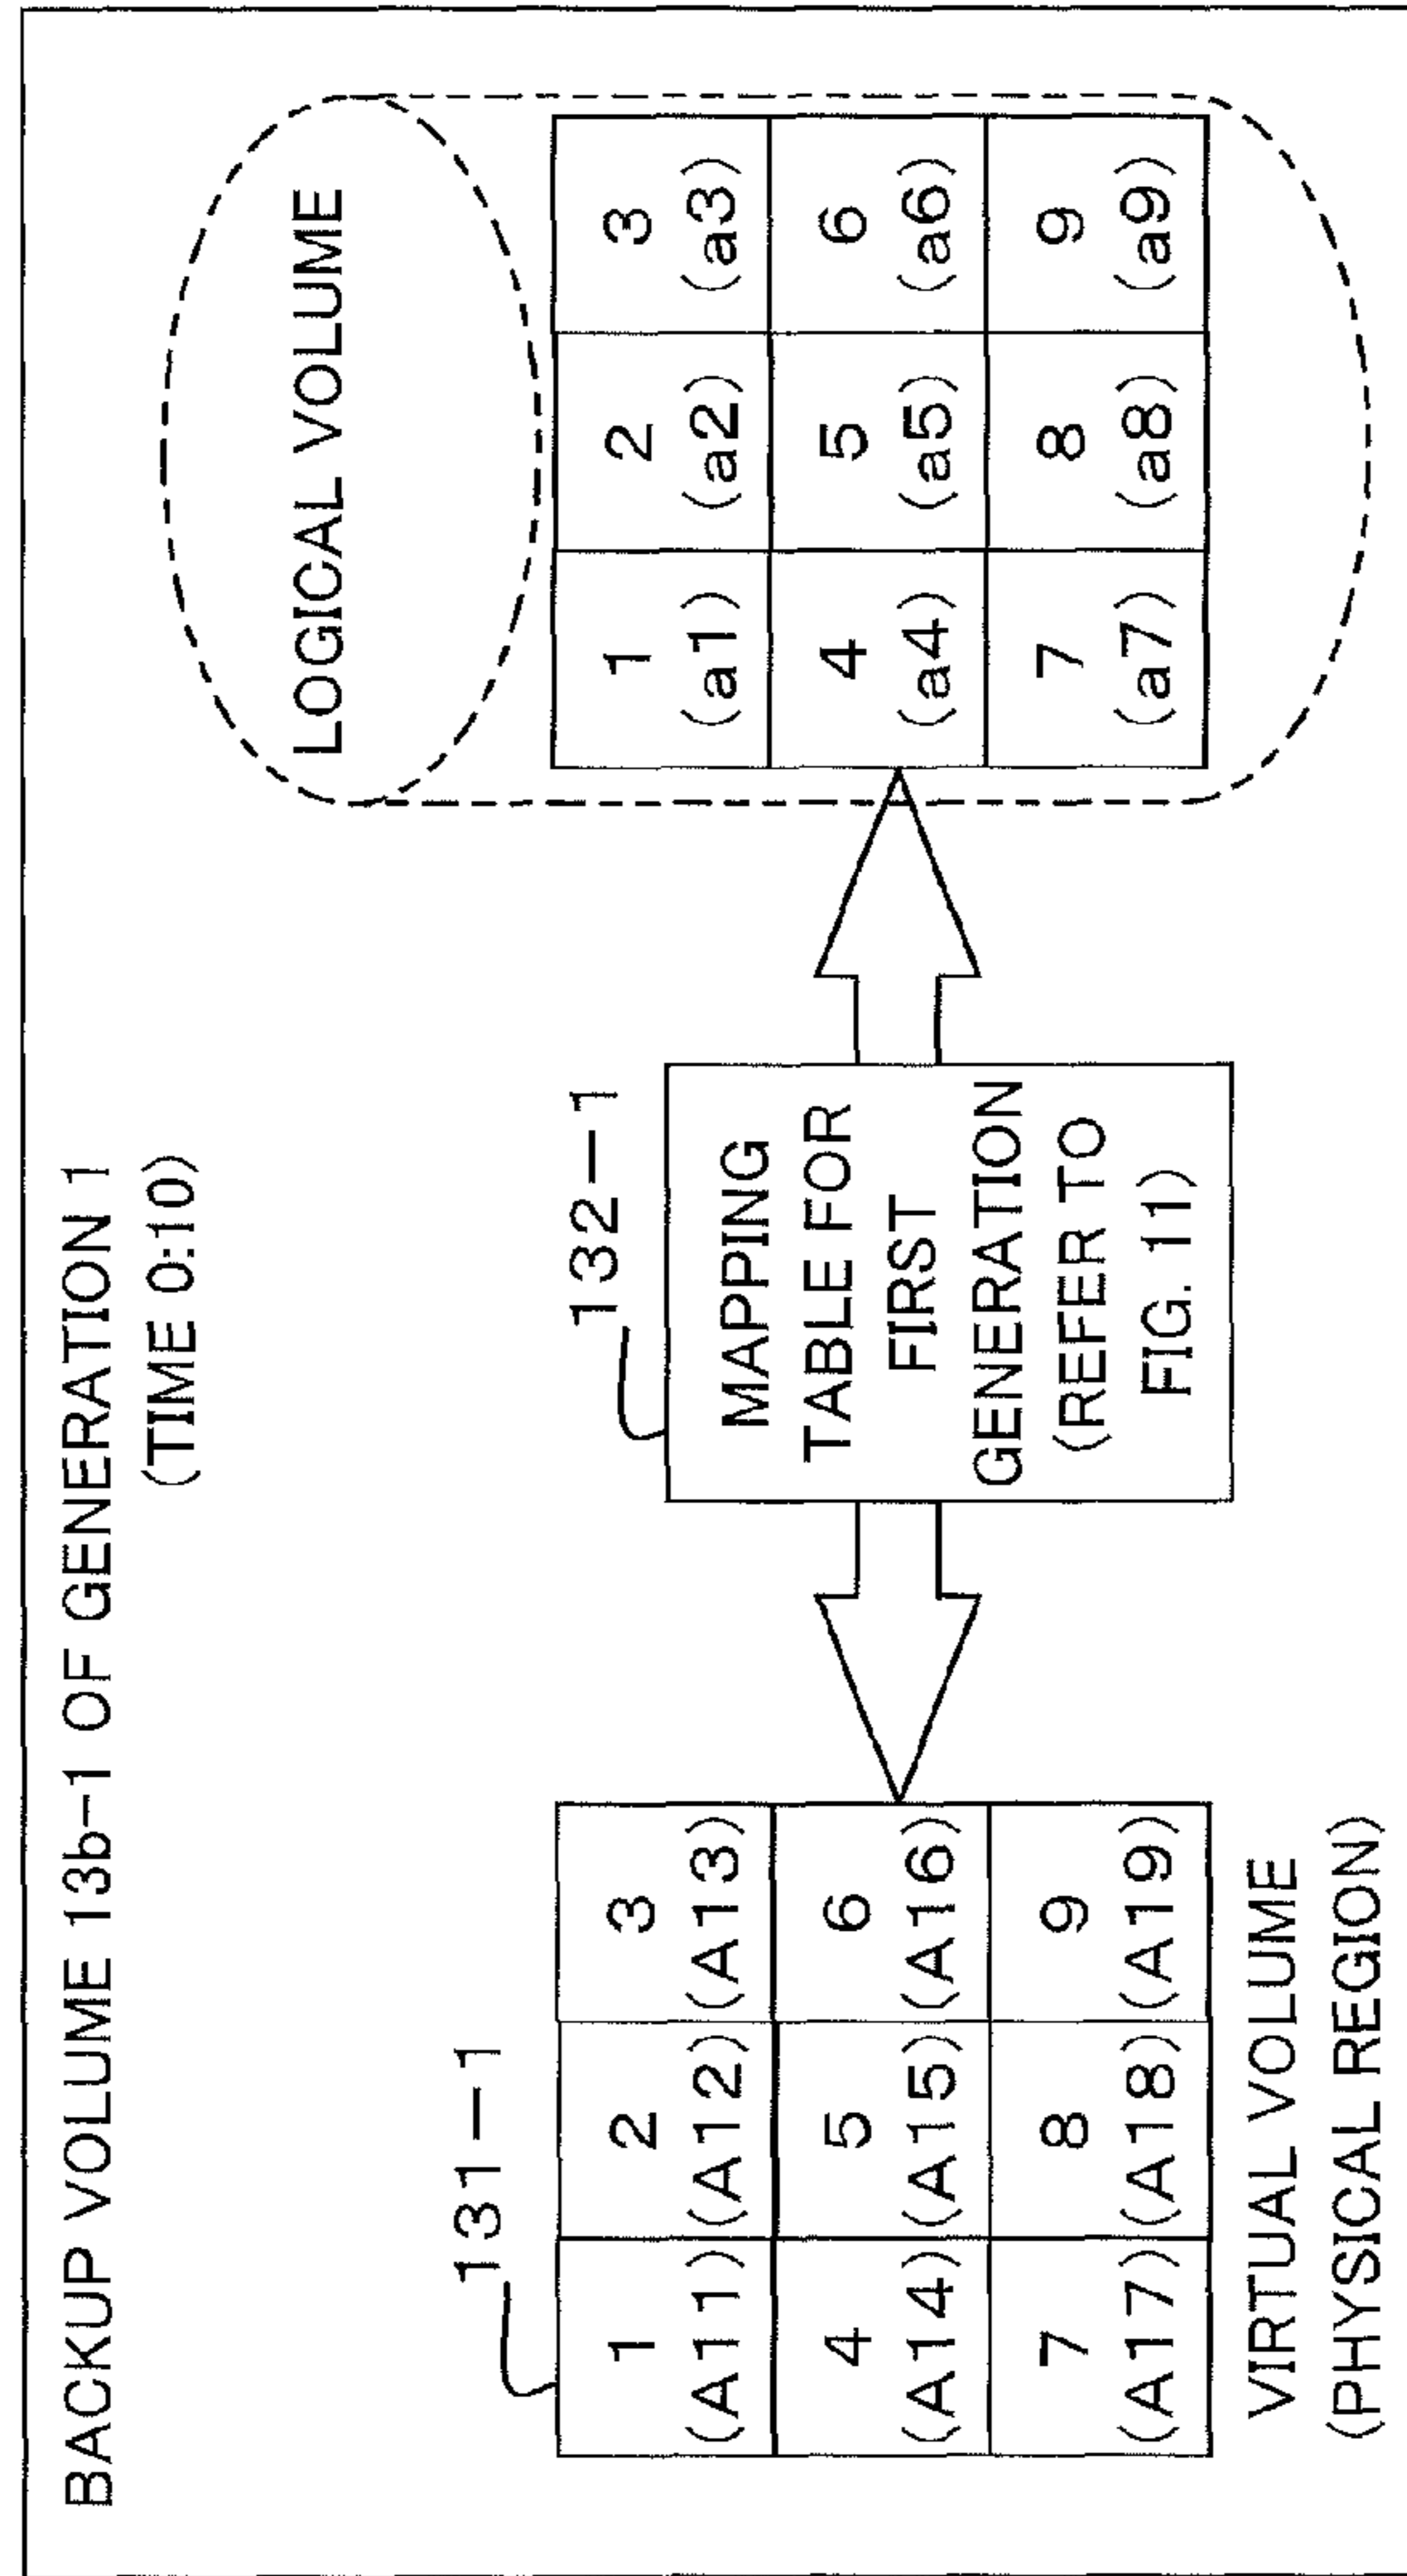 BACKUP VOLUME 13b-1 OF GENERATION 1
(TIME 0:10)
131-1
1 2 3
(A11) (A12) (A13)
4 5 6
(A14) (A15) (A16)
7 8 9
(A17) (A18) (A19)
VIRTUAL VOLUME
(PHYSICAL REGION)
132-1
MAPPING
TABLE FOR
FIRST
GENERATION
(REFER TO
FIG. 11)
LOGICAL VOLUME
1 2 3
(a1) (a2) (a3)
4 5 6
(a4) (a5) (a6)
7 8 9
(a7) (a8) (a9)